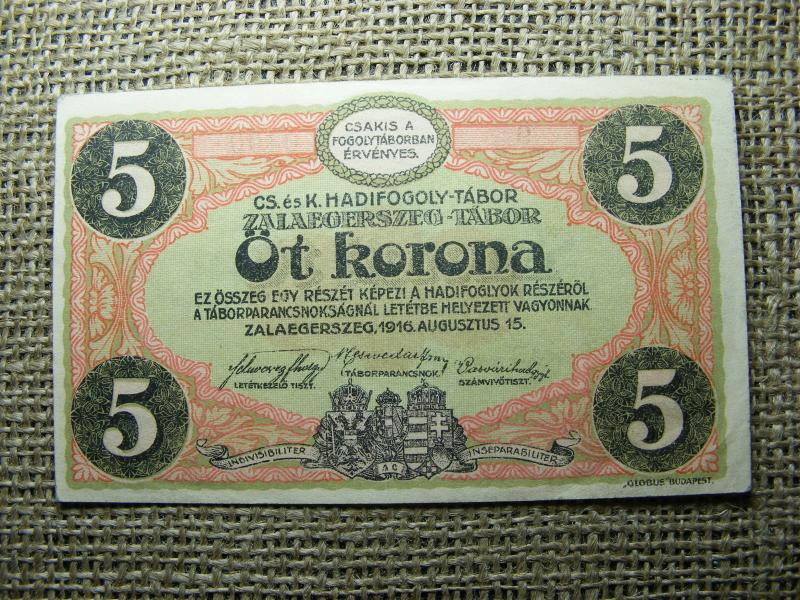 CSAKIS A
FOGOLYTÁBORBAN
ÉRVÉNYES.
5
5
CS. és K. HADIFOGOLY-TÁBOR
ZALAEGERSZEG-TÁBOR
Öt korona
EZ ÖSSZEG EGY RÉSZÉT KÉPEZI A HADIFOGLYOK RÉSZÉRŐL
A TÁBORPARANCSNOKSÁGNÁL LETÉTBE HELYEZETT VAGYONNAK.
ZALAEGERSZEG, 1916. AUGUSZTUS 15.
LETÉTKEZELŐ TISZT.
TÁBORPARANCSNOK.
SZÁMVIVŐTISZT.
5
5
INDIVISIBILITER
INSEPARABILITER
„GLOBUS" BUDAPEST.